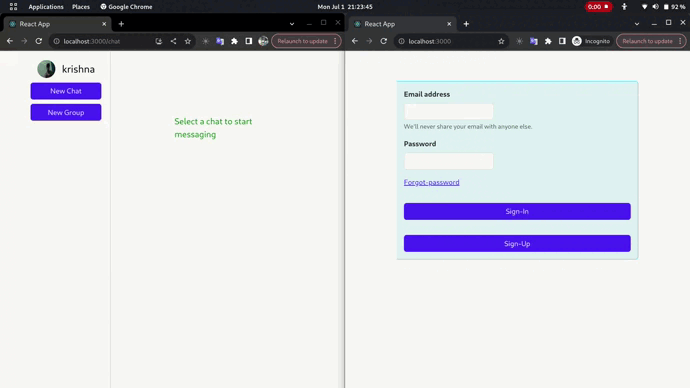 Applications Places Google Chrome
Mon Jul 1 21:23:45
0:00
92 %
React App
localhost:3000/chat
Relaunch to update
krishna
New Chat
New Group
Select a chat to start
messaging
React App
localhost:3000
Incognito
Relaunch to update
Email address
We'll never share your email with anyone else.
Password
Forgot-password
Sign-In
Sign-Up